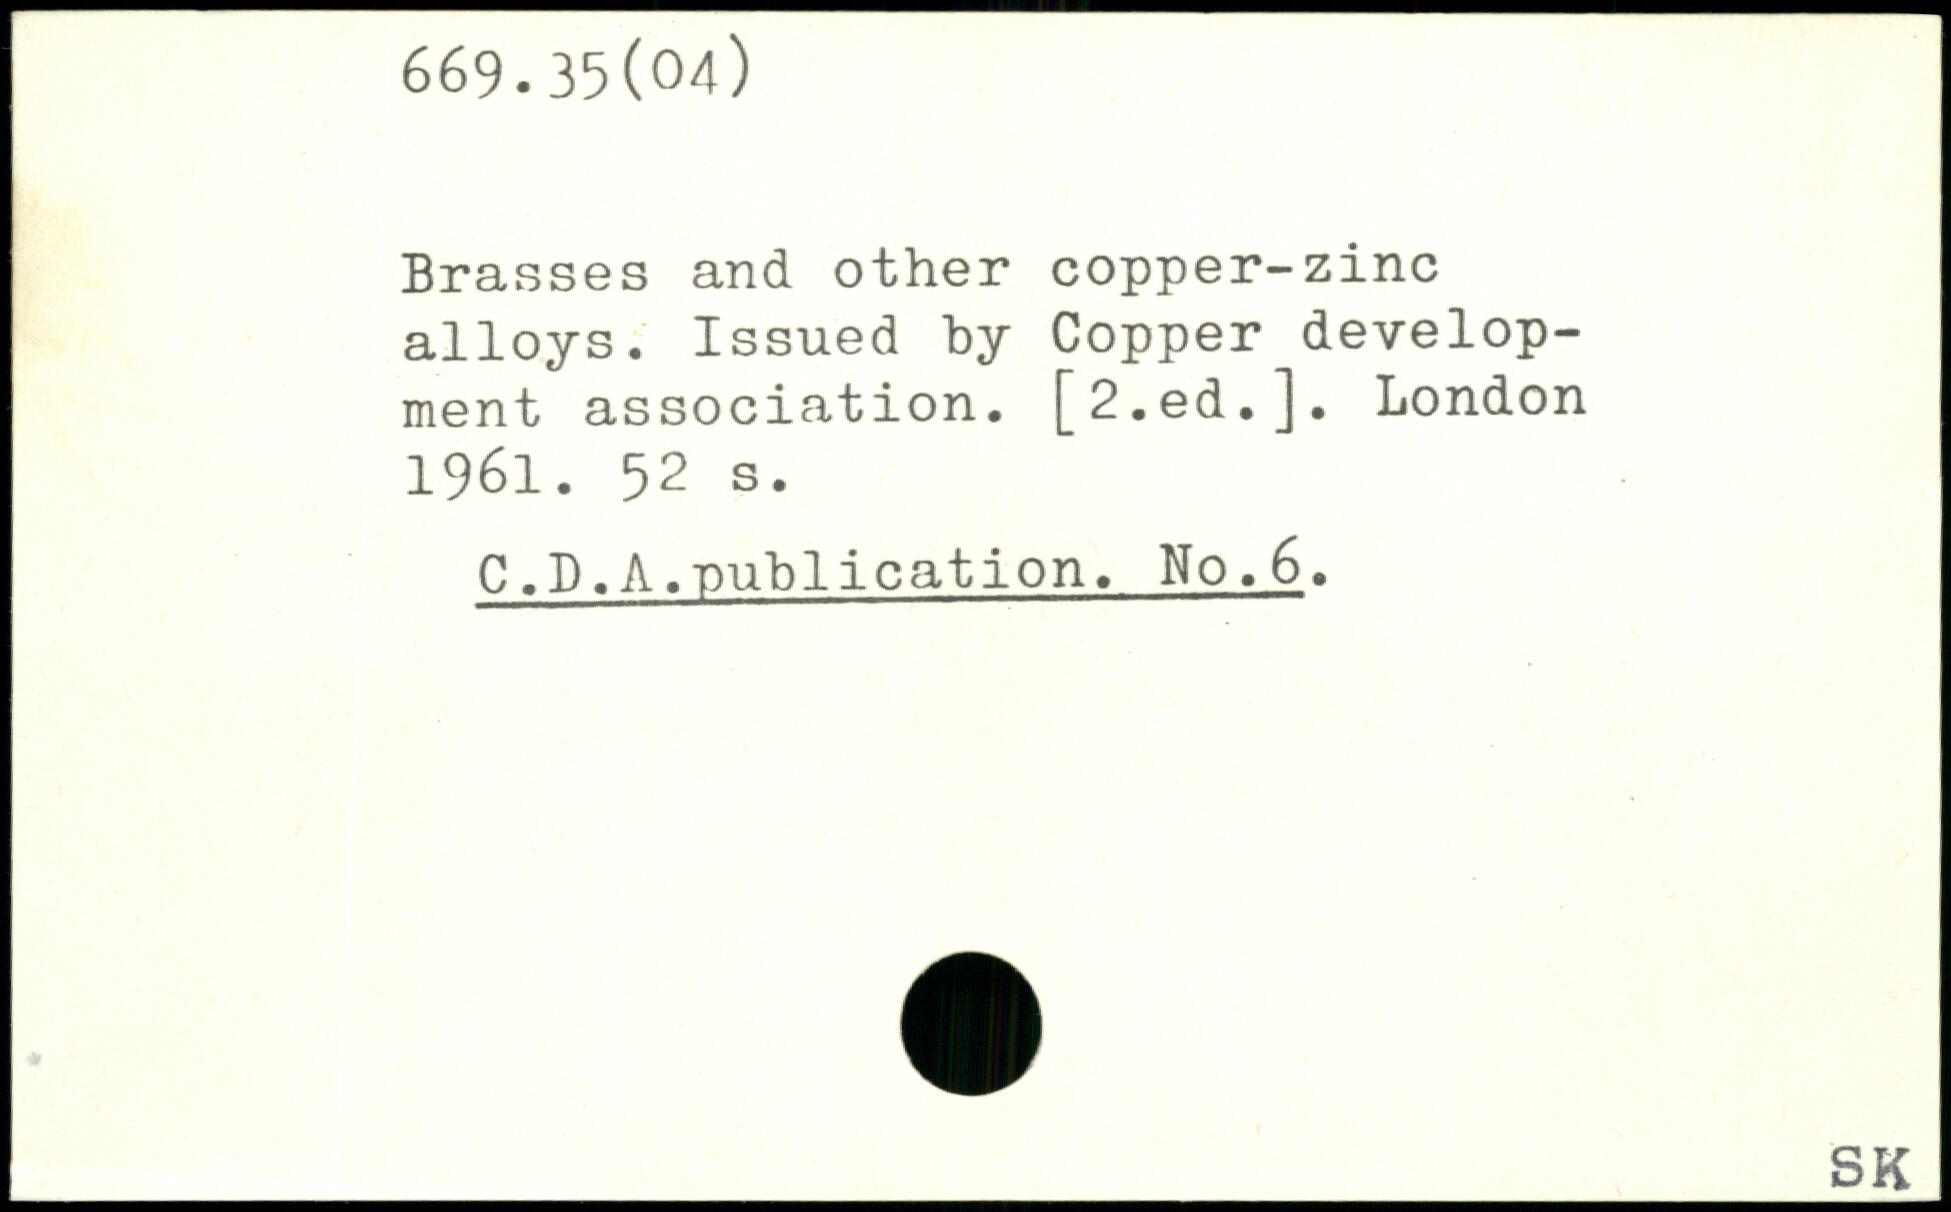 669.35(04)
Brasses and other copper-zinc
alloys. Issued by Copper develop-
ment association. [2.ed.]. London
1961. 52 s.
C.D.A.publication. No.6.
SK